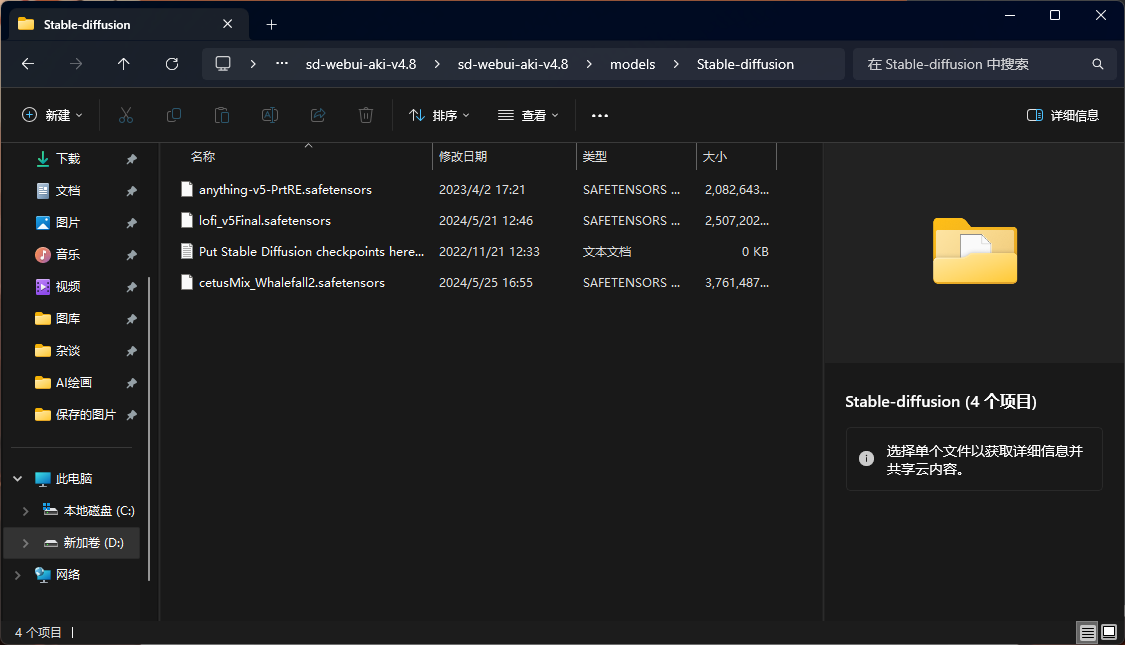 Stable-diffusion
sd-webui-aki-v4.8 sd-webui-aki-v4.8 models Stable-diffusion 在 Stable-diffusion 中搜索
新建 排序 查看 详细信息
下载
文档
图片
音乐
视频
图库
杂谈
AI绘画
保存的图片
此电脑
本地磁盘 (C:)
新加卷 (D:)
网络
名称 修改日期 类型 大小
anything-v5-PrtRE.safetensors 2023/4/2 17:21 SAFETENSORS ... 2,082,643...
lofi_v5Final.safetensors 2024/5/21 12:46 SAFETENSORS ... 2,507,202...
Put Stable Diffusion checkpoints here... 2022/11/21 12:33 文本文档 0 KB
cetusMix_Whalefall2.safetensors 2024/5/25 16:55 SAFETENSORS ... 3,761,487...
Stable-diffusion (4 个项目)
选择单个文件以获取详细信息并
共享云内容。
4 个项目